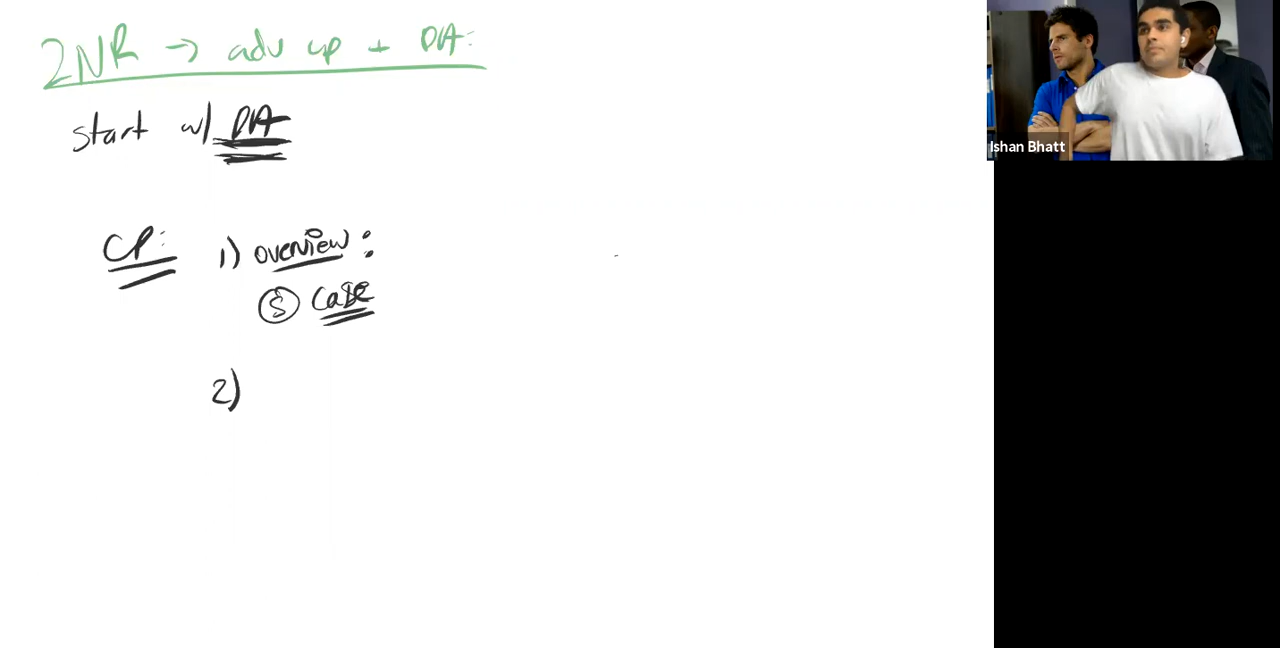 2NR → adv cp + DA:
start w/ DA
CP: 1) overview:
Ⓢ case
2)
Ishan Bhatt